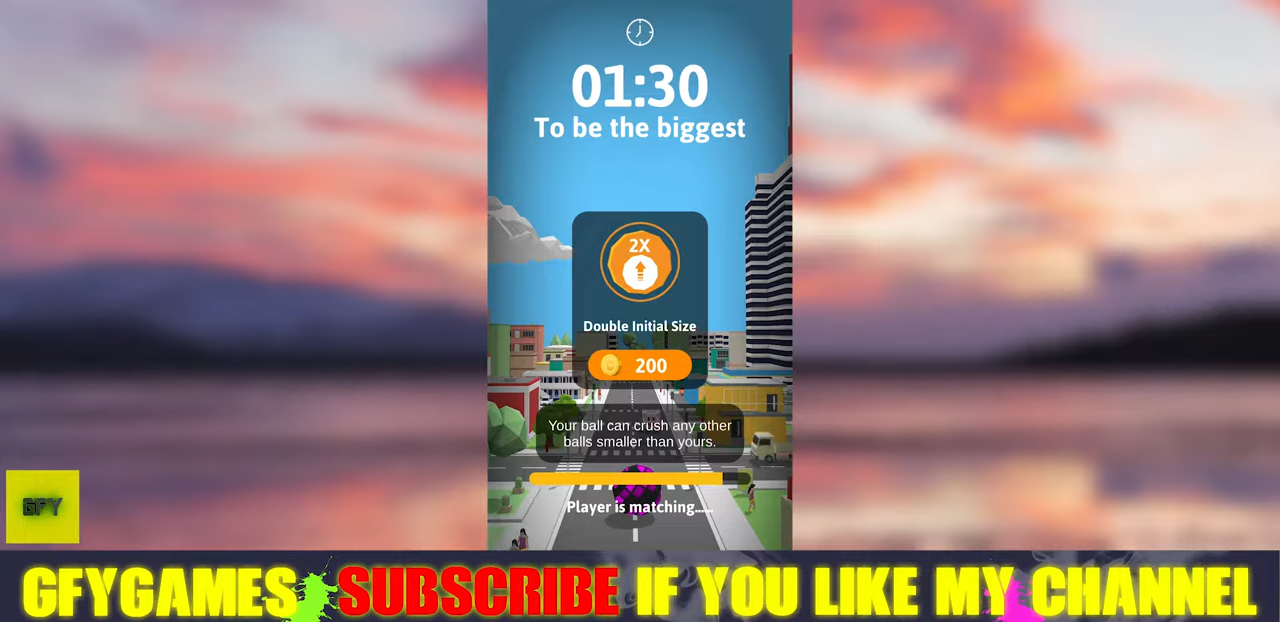 01:30
To be the biggest
2X
Double Initial Size
200
Your ball can crush any other
balls smaller than yours.
Player is matching......
GFY
GFYGAMES SUBSCRIBE IF YOU LIKE MY CHANNEL